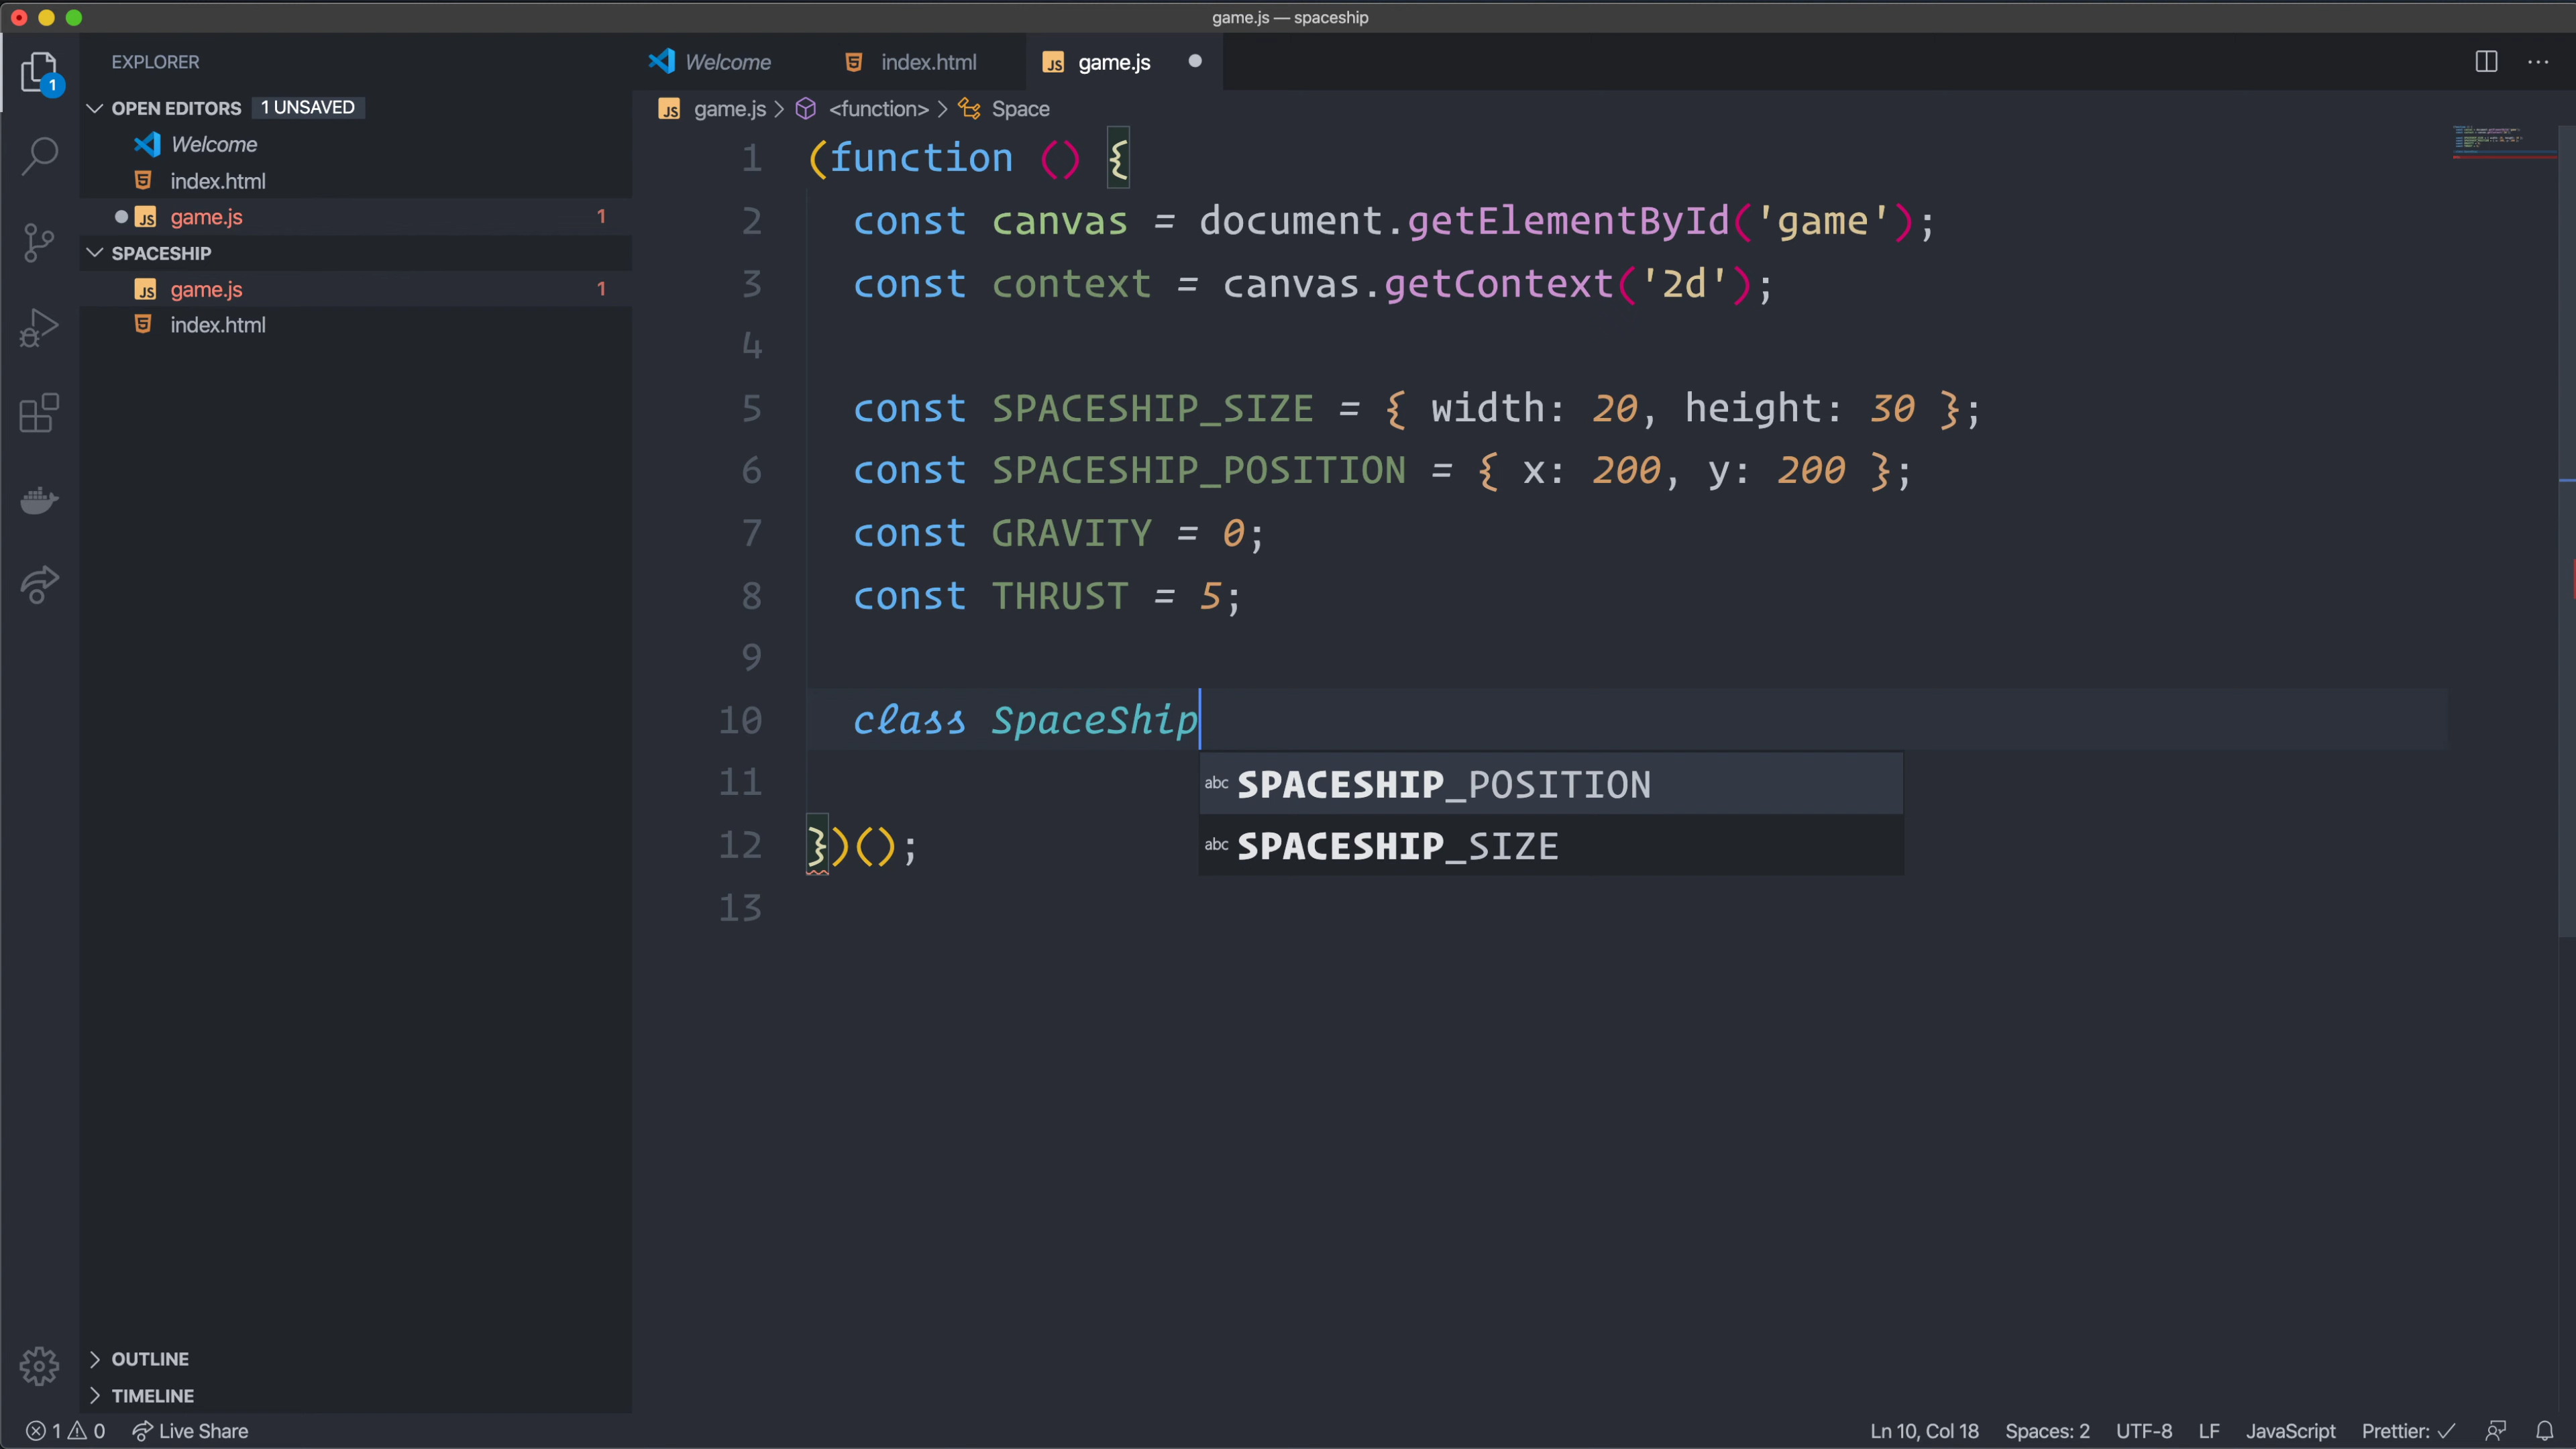 game.js — spaceship
EXPLORER
Welcome
index.html
game.js
1
OPEN EDITORS 1 UNSAVED
Welcome
index.html
game.js 1
SPACESHIP
game.js 1
index.html
OUTLINE
TIMELINE
game.js > <function> > Space
1 (function () {
2 const canvas = document.getElementById('game');
3 const context = canvas.getContext('2d');
4
5 const SPACESHIP_SIZE = { width: 20, height: 30 };
6 const SPACESHIP_POSITION = { x: 200, y: 200 };
7 const GRAVITY = 0;
8 const THRUST = 5;
9
10 class SpaceShip
11
abc SPACESHIP_POSITION
12 })();
abc SPACESHIP_SIZE
13
1 0 Live Share
Ln 10, Col 18 Spaces: 2 UTF-8 LF JavaScript Prettier: ✓